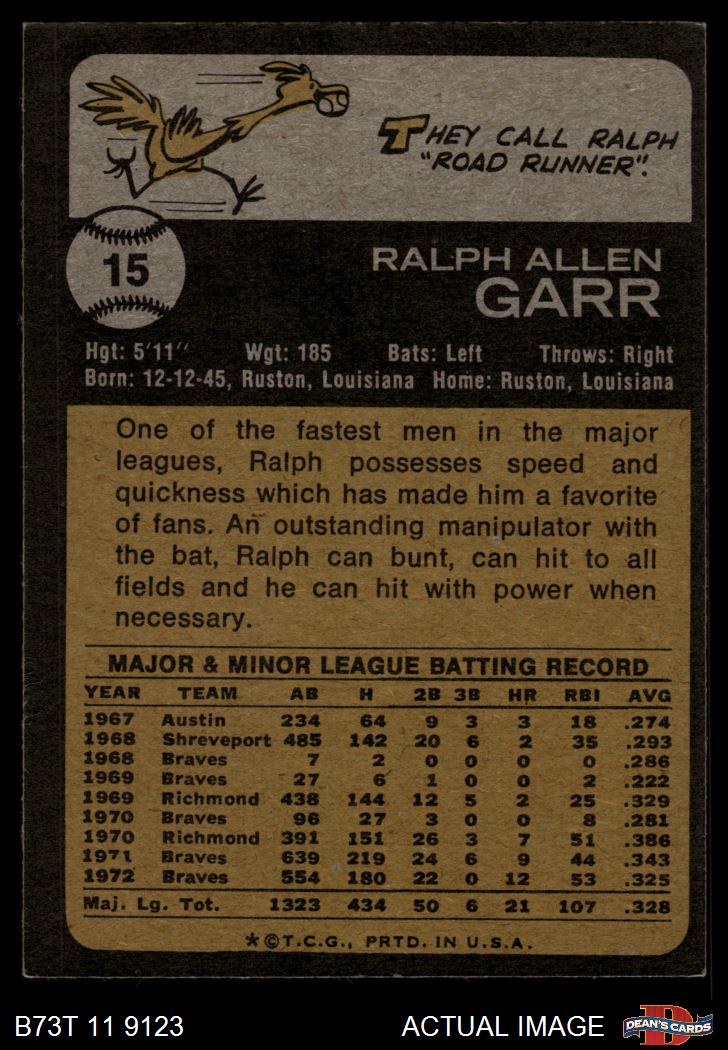 THEY CALL RALPH
"ROAD RUNNER".
15
RALPH ALLEN
GARR
Hgt: 5'11" Wgt: 185 Bats: Left Throws: Right
Born: 12-12-45, Ruston, Louisiana Home: Ruston, Louisiana
One of the fastest men in the major
leagues, Ralph possesses speed and
quickness which has made him a favorite
of fans. An outstanding manipulator with
the bat, Ralph can bunt, can hit to all
fields and he can hit with power when
necessary.
MAJOR & MINOR LEAGUE BATTING RECORD
YEAR TEAM AB H 2B 3B HR RBI AVG
1967 Austin 234 64 9 3 3 18 .274
1968 Shreveport 485 142 20 6 2 35 .293
1968 Braves 7 2 0 0 0 0 .286
1969 Braves 27 6 1 0 0 2 .222
1969 Richmond 438 144 12 5 2 25 .329
1970 Braves 96 27 3 0 0 8 .281
1970 Richmond 391 151 26 3 7 51 .386
1971 Braves 639 219 24 6 9 44 .343
1972 Braves 554 180 22 0 12 53 .325
Maj. Lg. Tot. 1323 434 50 6 21 107 .328
*©T.C.G., PRTD. IN U.S.A.
B73T 11 9123 ACTUAL IMAGE D DEAN'S CARDS